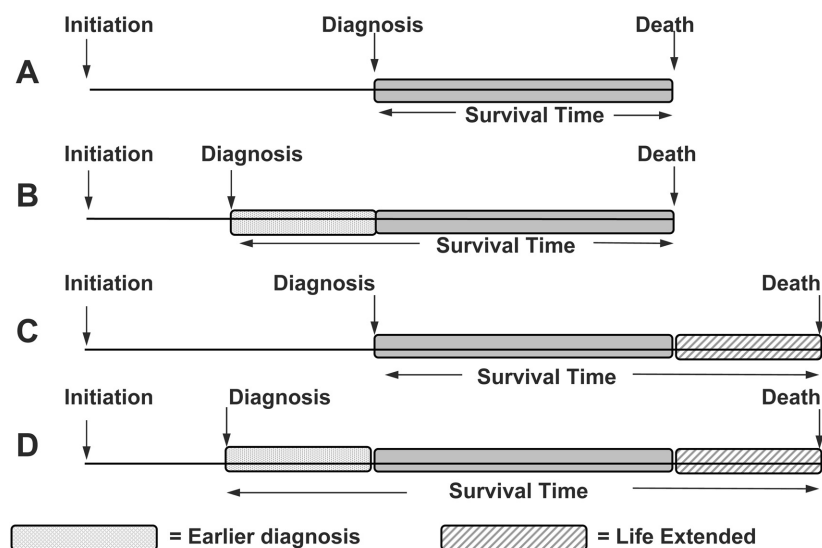 Initiation Diagnosis Death
A
Survival Time
Initiation Diagnosis Death
B
Survival Time
Initiation Diagnosis Death
C
Survival Time
Initiation Diagnosis Death
D
Survival Time
= Earlier diagnosis = Life Extended